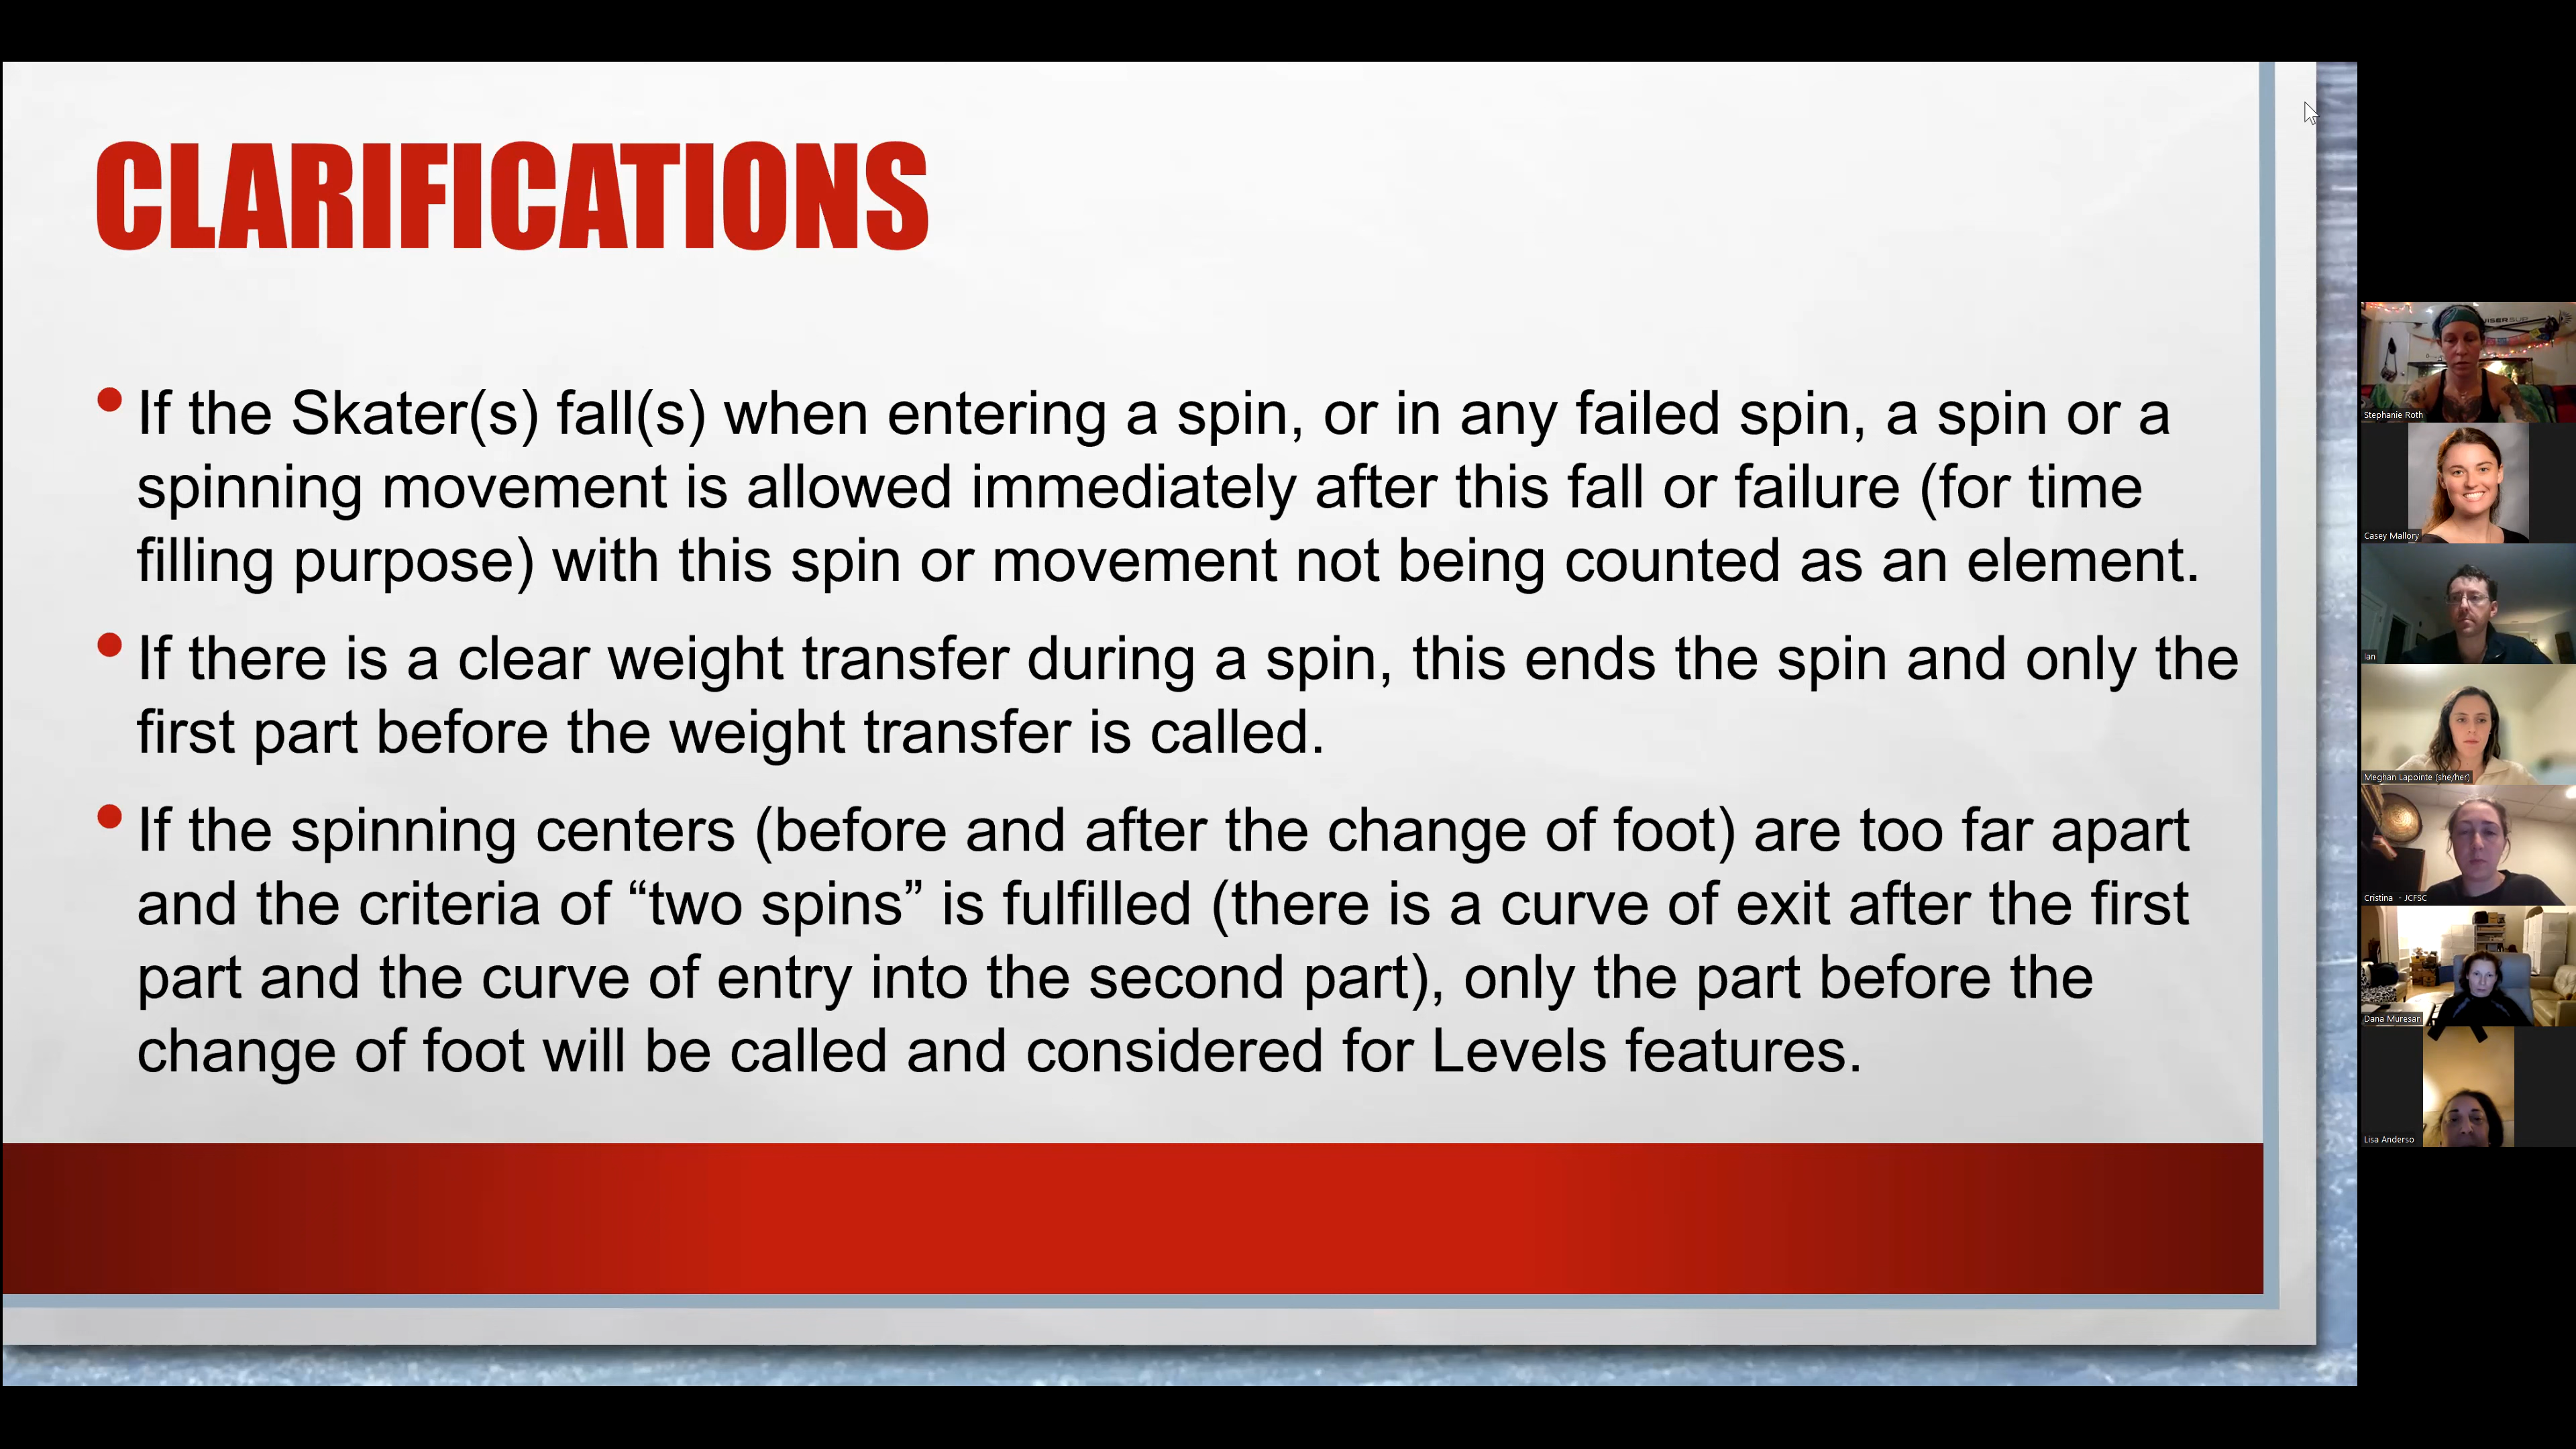 CLARIFICATIONS
If the Skater(s) fall(s) when entering a spin, or in any failed spin, a spin or a
spinning movement is allowed immediately after this fall or failure (for time
filling purpose) with this spin or movement not being counted as an element.
If there is a clear weight transfer during a spin, this ends the spin and only the
first part before the weight transfer is called.
If the spinning centers (before and after the change of foot) are too far apart
and the criteria of “two spins” is fulfilled (there is a curve of exit after the first
part and the curve of entry into the second part), only the part before the
change of foot will be called and considered for Levels features.
Stephanie Roth
Casey Mallory
Ian
Meghan Lapointe (she/her)
Cristina - JCFSC
Dana Muresan
Lisa Anderso